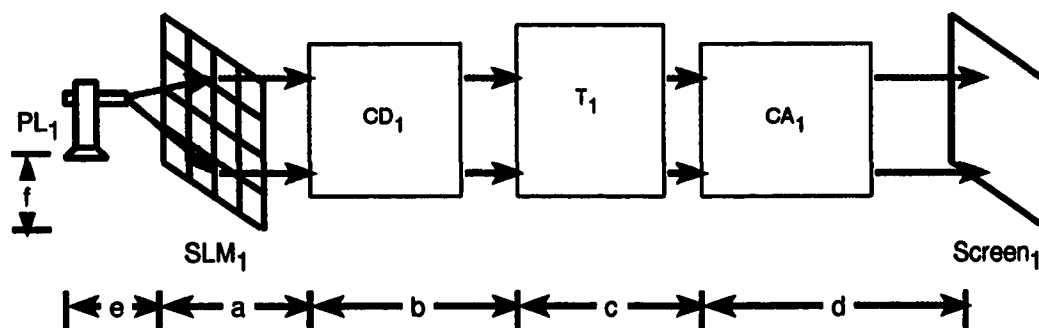 CD₁
T₁
CA₁
PL₁
f
SLM₁
Screen₁
e a b c d